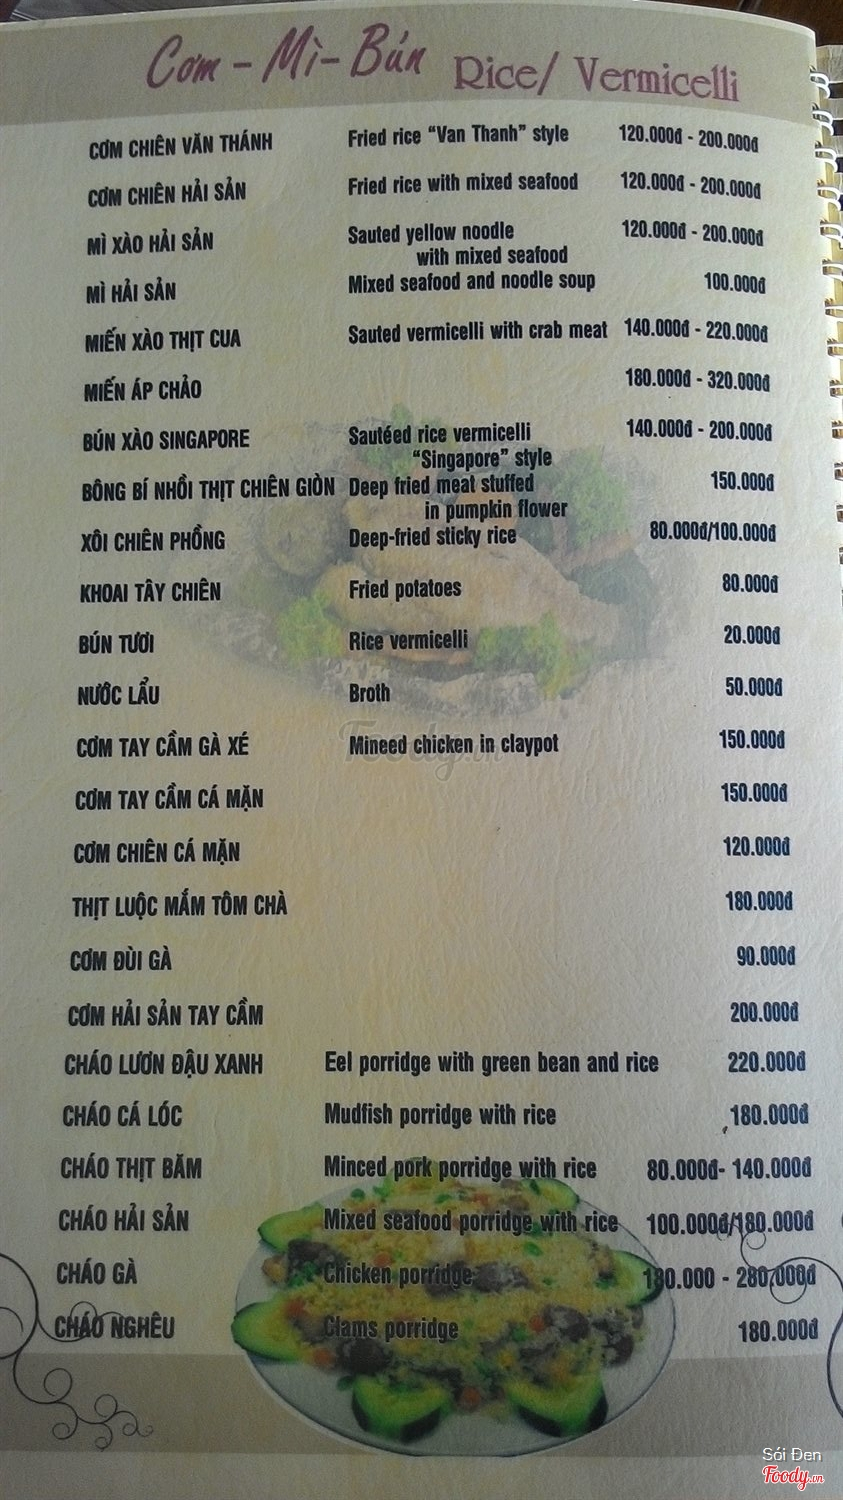 Cơm - Mì - Bún Rice/ Vermicelli
CƠM CHIÊN VĂN THÁNH Fried rice “Van Thanh” style 120.000đ - 200.000đ
CƠM CHIÊN HẢI SẢN Fried rice with mixed seafood 120.000đ - 200.000đ
MÌ XÀO HẢI SẢN Sauted yellow noodle 120.000đ - 200.000đ
with mixed seafood
MÌ HẢI SẢN Mixed seafood and noodle soup 100.000đ
MIẾN XÀO THỊT CUA Sauted vermicelli with crab meat 140.000đ - 220.000đ
MIẾN ÁP CHẢO 180.000đ - 320.000đ
BÚN XÀO SINGAPORE Sautéed rice vermicelli 140.000đ - 200.000đ
“Singapore” style
BÔNG BÍ NHỒI THỊT CHIÊN GIÒN Deep fried meat stuffed 150.000đ
in pumpkin flower
XÔI CHIÊN PHỒNG Deep-fried sticky rice 80.000đ/100.000đ
KHOAI TÂY CHIÊN Fried potatoes 80.000đ
BÚN TƯƠI Rice vermicelli 20.000đ
NƯỚC LẨU Broth 50.000đ
CƠM TAY CẦM GÀ XÉ Mineed chicken in claypot 150.000đ
Foody.vn
CƠM TAY CẦM CÁ MẶN 150.000đ
CƠM CHIÊN CÁ MẶN 120.000đ
THỊT LUỘC MẮM TÔM CHÀ 180.000đ
CƠM ĐÙI GÀ 90.000đ
CƠM HẢI SẢN TAY CẦM 200.000đ
CHÁO LƯƠN ĐẬU XANH Eel porridge with green bean and rice 220.000đ
CHÁO CÁ LÓC Mudfish porridge with rice 180.000đ
CHÁO THỊT BĂM Minced pork porridge with rice 80.000đ- 140.000đ
CHÁO HẢI SẢN Mixed seafood porridge with rice 100.000đ/180.000đ
CHÁO GÀ Chicken porridge 180.000 - 280.000đ
CHÁO NGHÊU Clams porridge 180.000đ
Sói Đen
Foody.vn